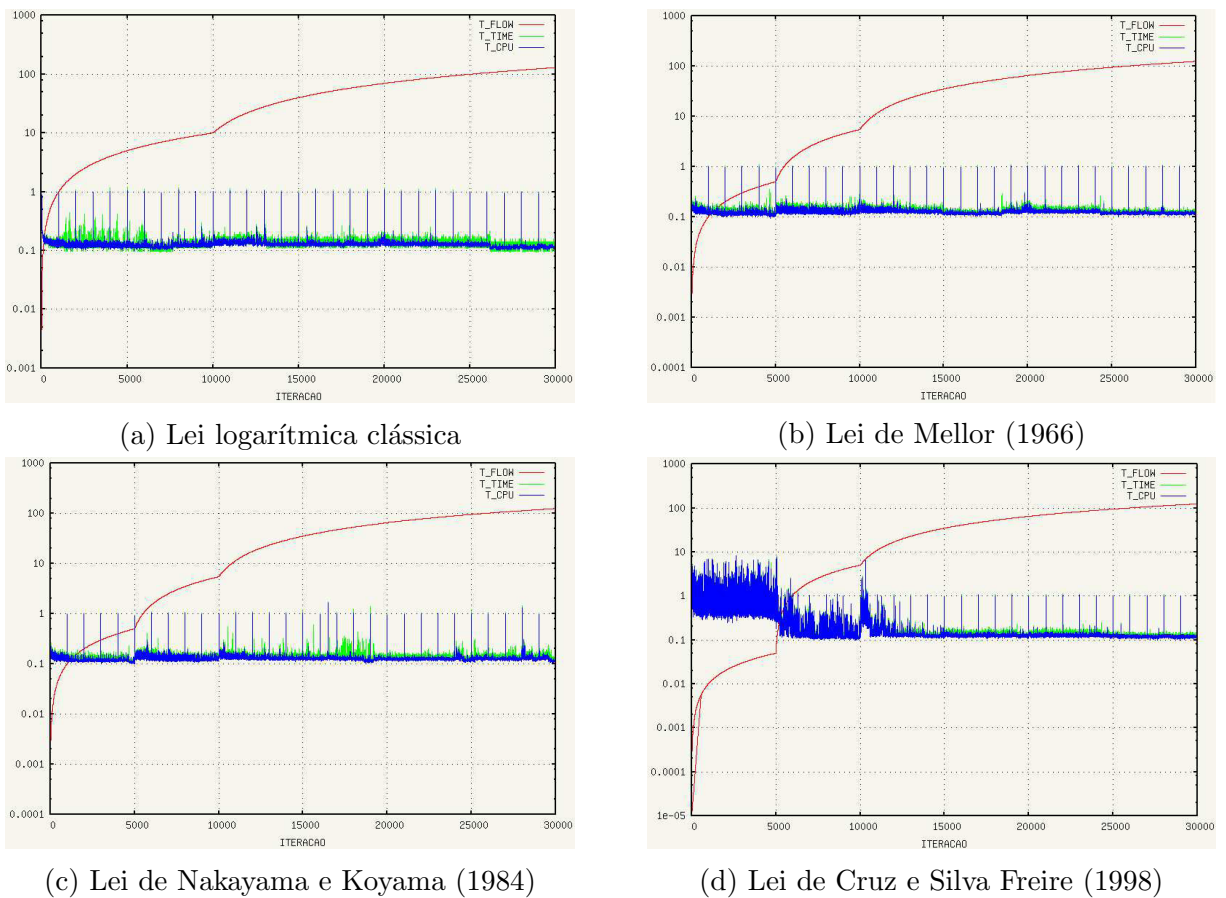 1000
100
10
1
0.1
0.01
0.001
T_FLOW
T_TIME
T_CPU
0 5000 10000 15000 20000 25000 30000
ITERACAO
(a) Lei logarítmica clássica
1000
100
10
1
0.1
0.01
0.001
0.0001
T_FLOW
T_TIME
T_CPU
0 5000 10000 15000 20000 25000 30000
ITERACAO
(b) Lei de Mellor (1966)
1000
100
10
1
0.1
0.01
0.001
0.0001
T_FLOW
T_TIME
T_CPU
0 5000 10000 15000 20000 25000 30000
ITERACAO
(c) Lei de Nakayama e Koyama (1984)
1000
100
10
1
0.1
0.01
0.001
0.0001
1e-05
T_FLOW
T_TIME
T_CPU
0 5000 10000 15000 20000 25000 30000
ITERACAO
(d) Lei de Cruz e Silva Freire (1998)